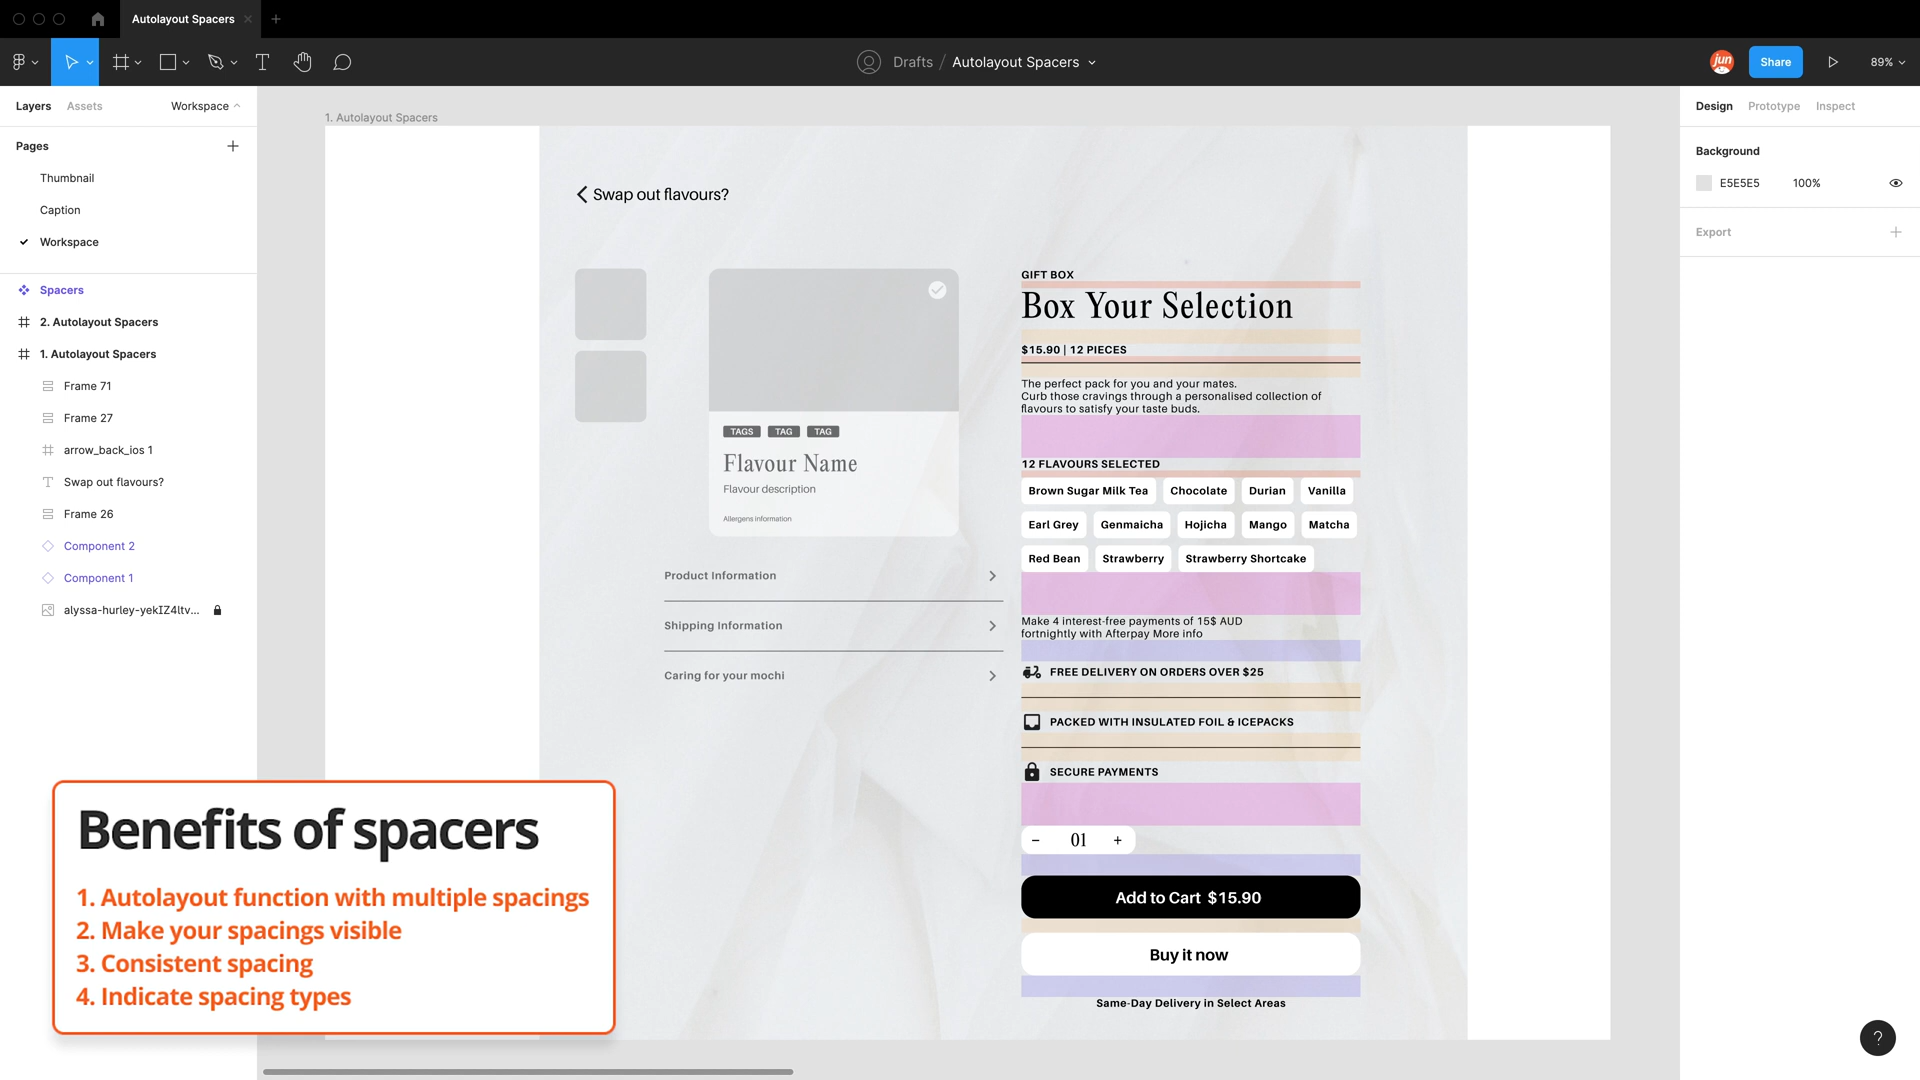 Autolayout Spacers
Drafts / Autolayout Spacers
jun
Share
89%
Layers
Assets
Workspace
Pages
Thumbnail
Caption
Workspace
Spacers
2. Autolayout Spacers
1. Autolayout Spacers
Frame 71
Frame 27
arrow_back_ios 1
Swap out flavours?
Frame 26
Component 2
Component 1
alyssa-hurley-yekIZ4ltv...
1. Autolayout Spacers
Swap out flavours?
TAGS TAG TAG
Flavour Name
Flavour description
Allergens information
Product Information
Shipping Information
Caring for your mochi
GIFT BOX
Box Your Selection
$15.90 | 12 PIECES
The perfect pack for you and your mates.
Curb those cravings through a personalised collection of
flavours to satisfy your taste buds.
12 FLAVOURS SELECTED
Brown Sugar Milk Tea Chocolate Durian Vanilla
Earl Grey Genmaicha Hojicha Mango Matcha
Red Bean Strawberry Strawberry Shortcake
Make 4 interest-free payments of 15$ AUD
fortnightly with Afterpay More info
FREE DELIVERY ON ORDERS OVER $25
PACKED WITH INSULATED FOIL & ICEPACKS
SECURE PAYMENTS
− 01 +
Add to Cart $15.90
Buy it now
Same-Day Delivery in Select Areas
Design
Prototype
Inspect
Background
E5E5E5 100%
Export
Benefits of spacers
1. Autolayout function with multiple spacings
2. Make your spacings visible
3. Consistent spacing
4. Indicate spacing types
?